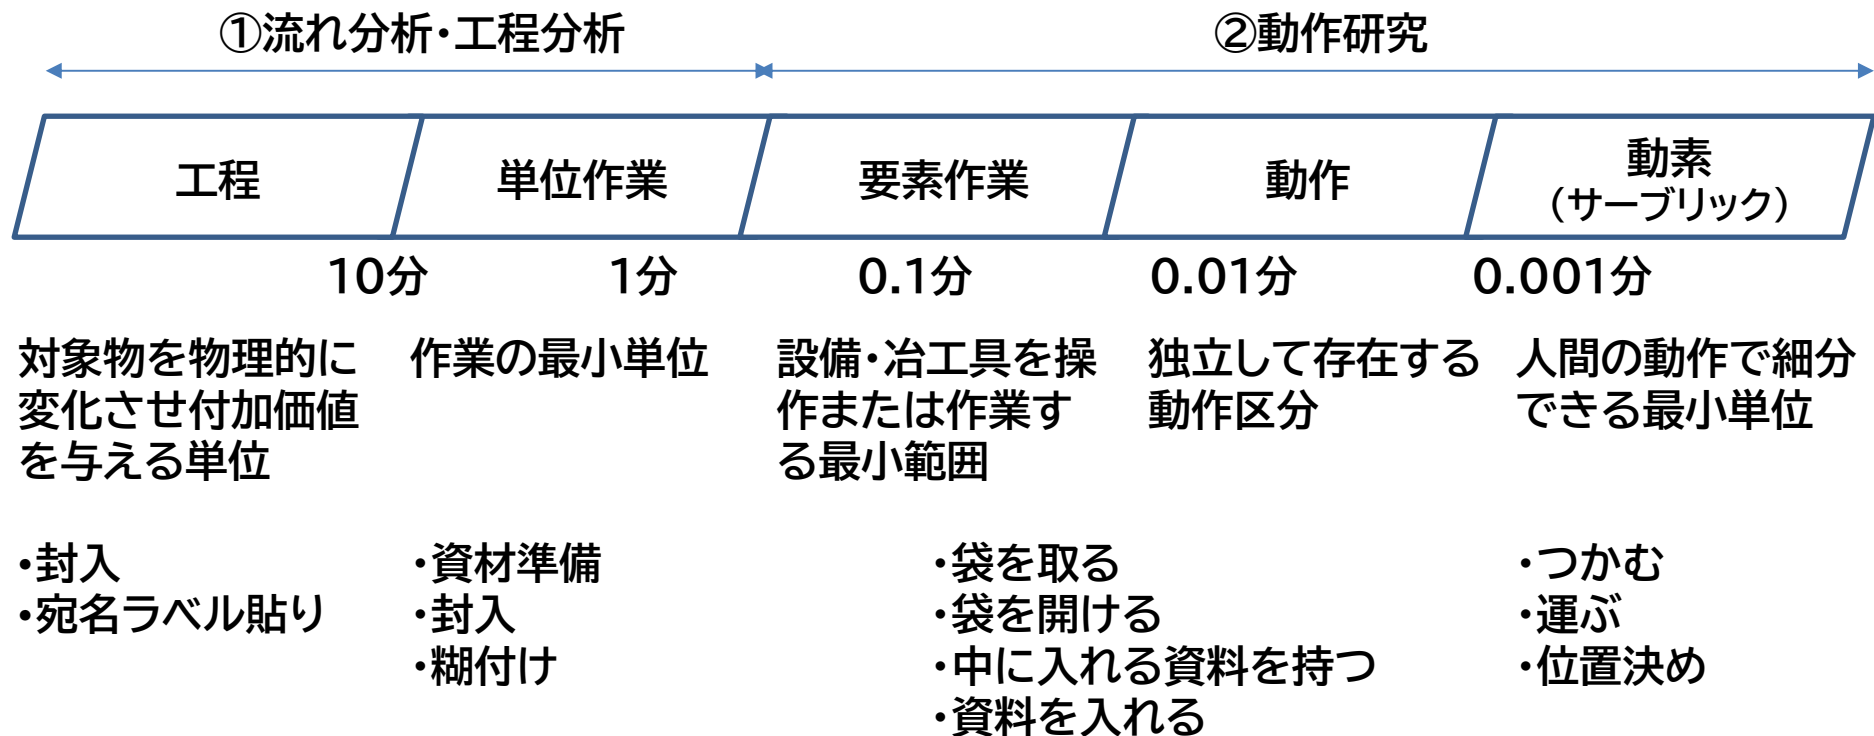 ①流れ分析・工程分析
②動作研究
工程
単位作業
要素作業
動作
動素
（サーブリック）
10分
1分
0.1分
0.01分
0.001分
対象物を物理的に
変化させ付加価値
を与える単位
作業の最小単位
設備・冶工具を操
作または作業す
る最小範囲
独立して存在する
動作区分
人間の動作で細分
できる最小単位
・封入
・宛名ラベル貼り
・資材準備
・封入
・糊付け
・袋を取る
・袋を開ける
・中に入れる資料を持つ
・資料を入れる
・つかむ
・運ぶ
・位置決め